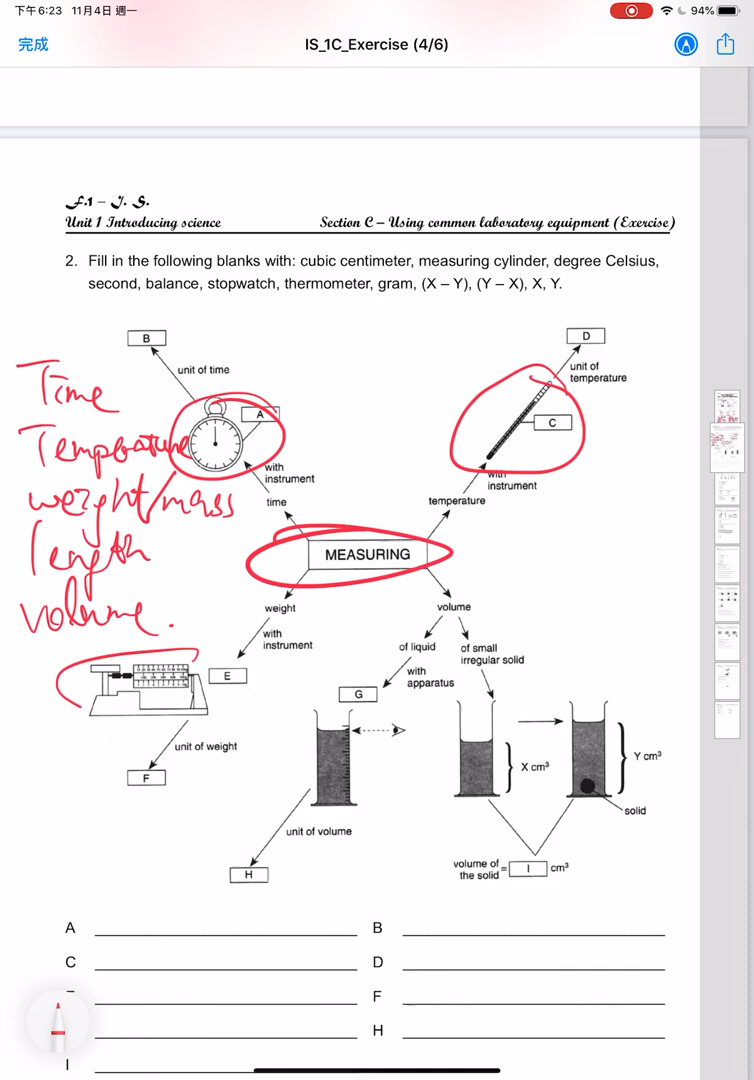 下午6:23 11月4日 週一
94%
完成
IS_1C_Exercise (4/6)
F.1 – I. S.
Unit 1 Introducing science Section C – Using common laboratory equipment (Exercise)
2. Fill in the following blanks with: cubic centimeter, measuring cylinder, degree Celsius,
second, balance, stopwatch, thermometer, gram, (X – Y), (Y – X), X, Y.
B
unit of time
A
with
instrument
time
D
unit of
temperature
C
with
instrument
temperature
Time
Temperature
weight/mass
length
volume.
MEASURING
weight
with
instrument
E
unit of weight
F
volume
of liquid
with
apparatus
G
unit of volume
H
of small
irregular solid
X cm³
Y cm³
solid
volume of
the solid = I cm³
A
B
C
D
F
H
I